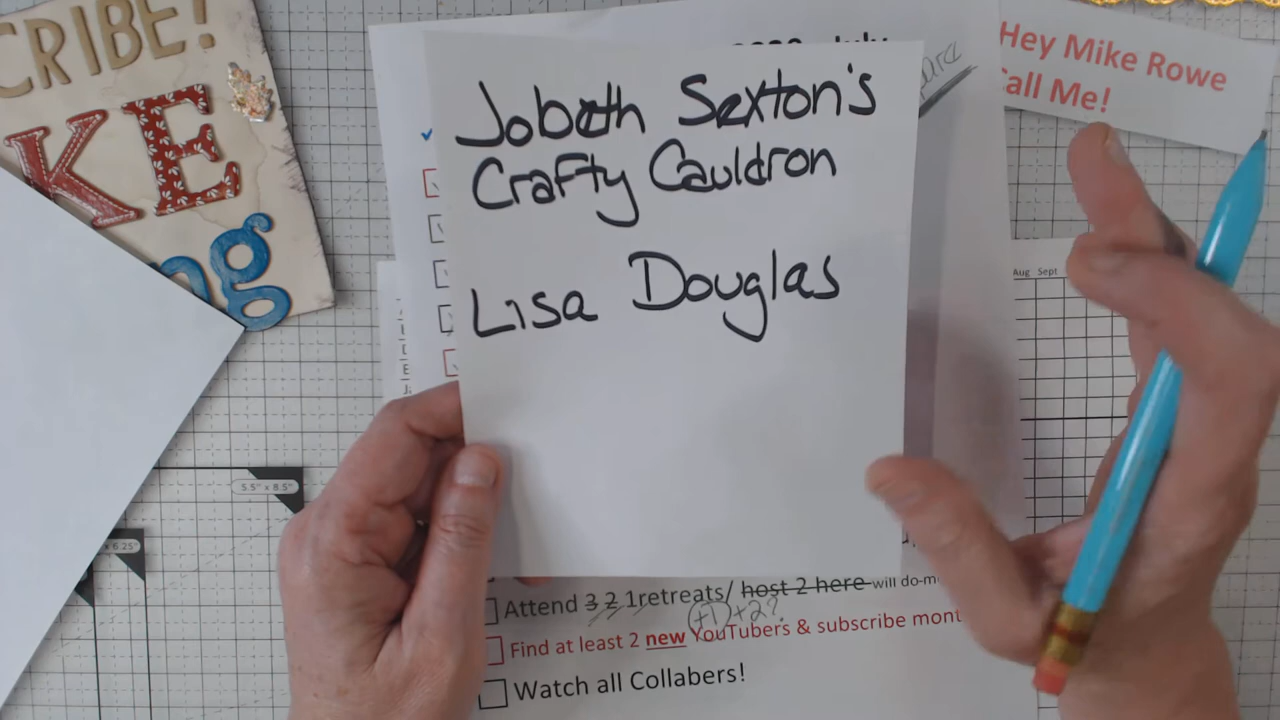 CRIBE!
KE
ng
Jobeth Sexton's
Crafty Cauldron
Lisa Douglas
Hey Mike Rowe
Call Me!
Aug Sept
5.5" x 8.5"
x 6.25"
Attend 3 2 1 retreats/ host 2 here will do-m
+1 +2?
Find at least 2 new YouTubers & subscribe mont
Watch all Collabers!